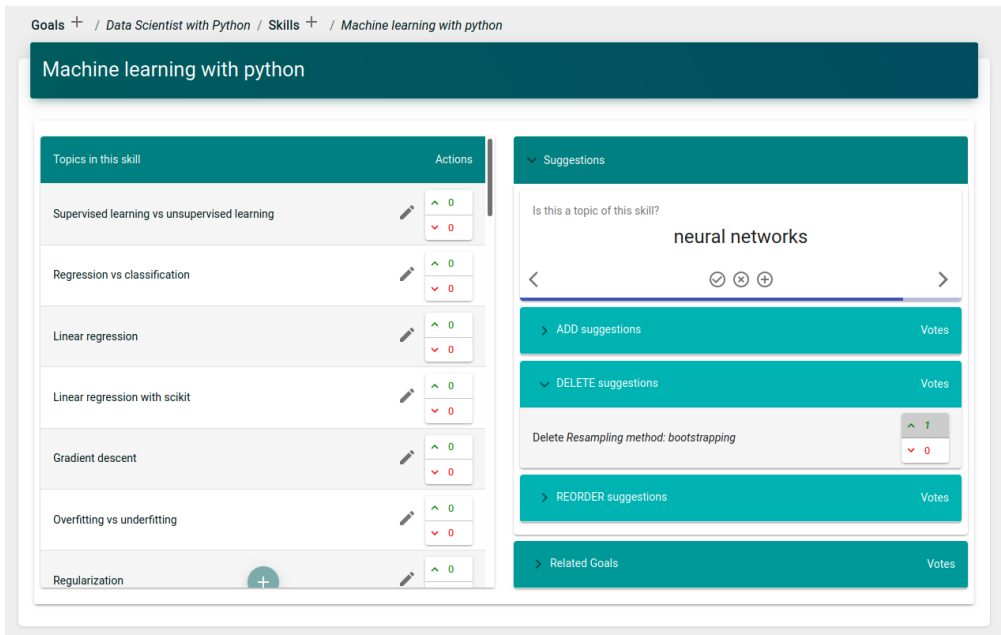 Goals + / Data Scientist with Python / Skills + / Machine learning with python
Machine learning with python
Topics in this skill Actions
Supervised learning vs unsupervised learning 0
0
Regression vs classification 0
0
Linear regression 0
0
Linear regression with scikit 0
0
Gradient descent 0
0
Overfitting vs underfitting 0
0
Regularization 0
Suggestions
Is this a topic of this skill?
neural networks
ADD suggestions Votes
DELETE suggestions Votes
Delete Resampling method: bootstrapping 1
0
REORDER suggestions Votes
Related Goals Votes